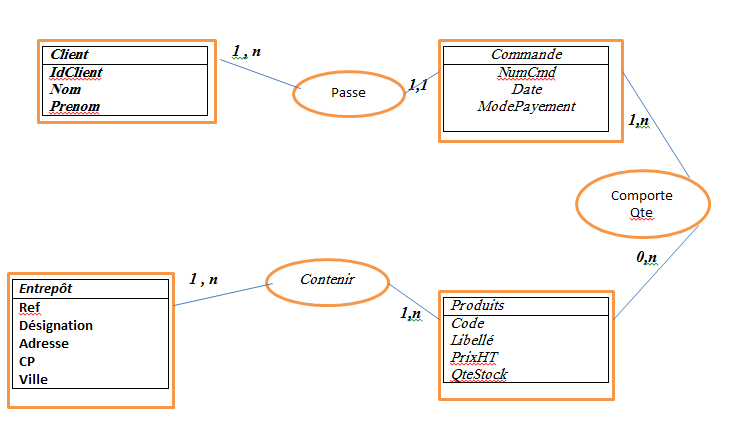 Client
IdClient
Nom
Prenom
1 , n
Passe
1,1
Commande
NumCmd
Date
ModePayement
1,n
Comporte
Qte
0,n
Entrepôt
Ref
Désignation
Adresse
CP
Ville
1 , n
Contenir
1,n
Produits
Code
Libellé
PrixHT
QteStock